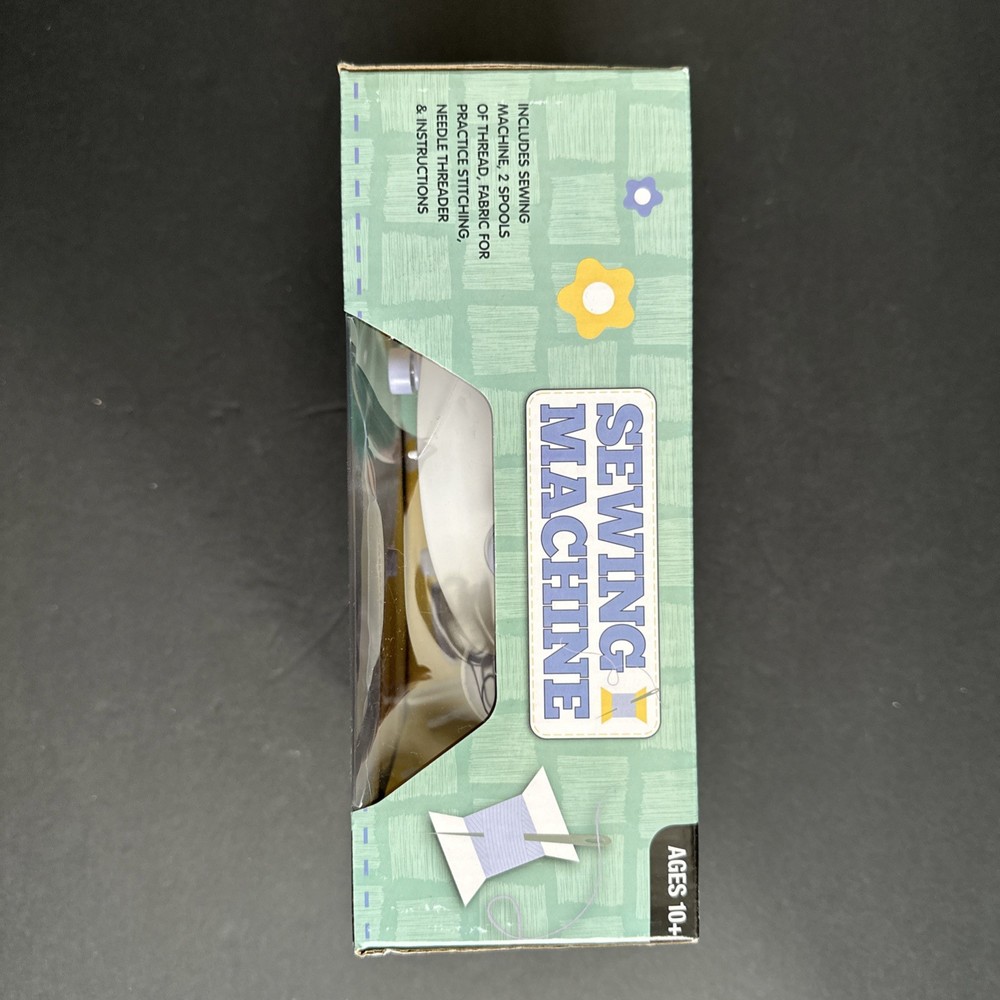 SEWING
MACHINE
INCLUDES SEWING
MACHINE, 2 SPOOLS
OF THREAD, FABRIC FOR
PRACTICE STITCHING,
NEEDLE THREADER
& INSTRUCTIONS
AGES 10+